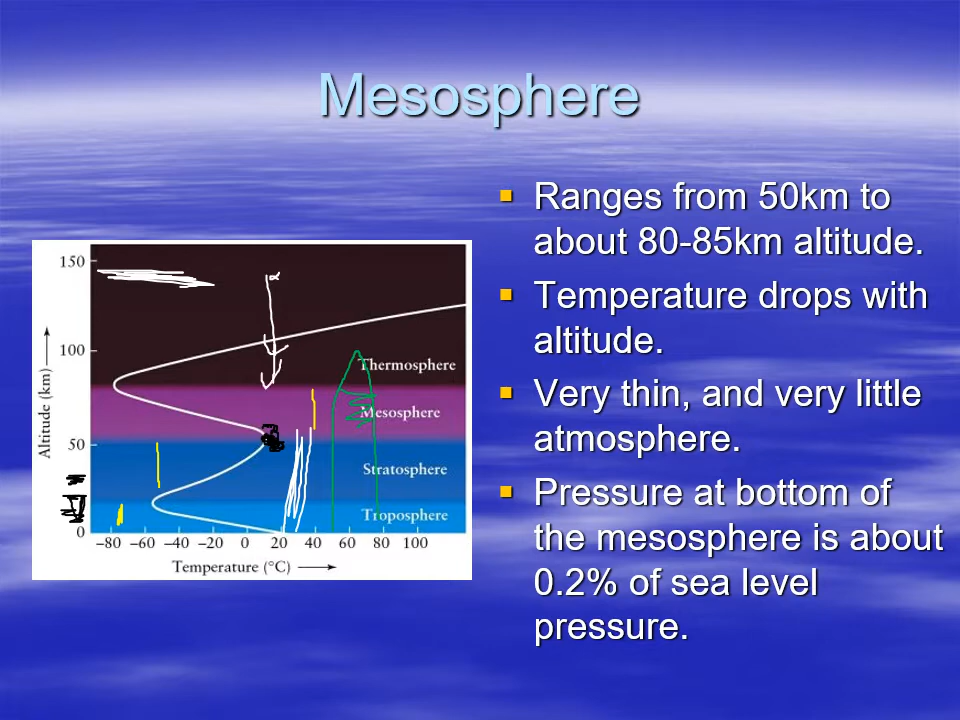 Mesosphere
150
100
50
0
Altitude (km)
Thermosphere
Mesosphere
Stratosphere
Troposphere
−80 −60 −40 −20 0 20 40 60 80 100
Temperature (°C)
Ranges from 50km to
about 80-85km altitude.
Temperature drops with
altitude.
Very thin, and very little
atmosphere.
Pressure at bottom of
the mesosphere is about
0.2% of sea level
pressure.